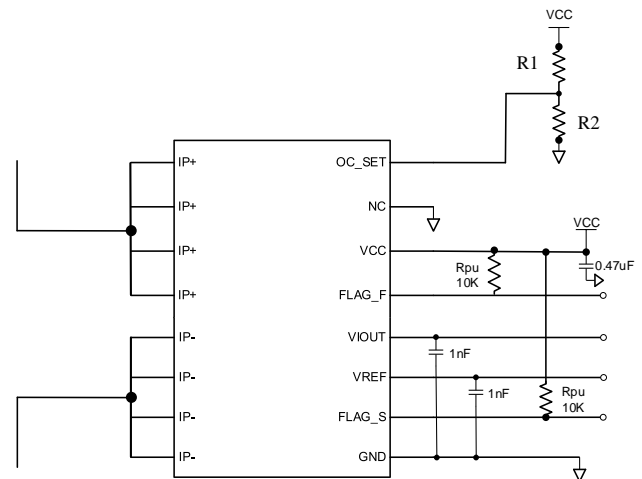 VCC
R1
R2
IP+
OC_SET
IP+
NC
IP+
VCC
VCC
0.47uF
Rpu
10K
IP+
FLAG_F
IP-
VIOUT
1nF
IP-
VREF
1nF
Rpu
10K
IP-
FLAG_S
IP-
GND